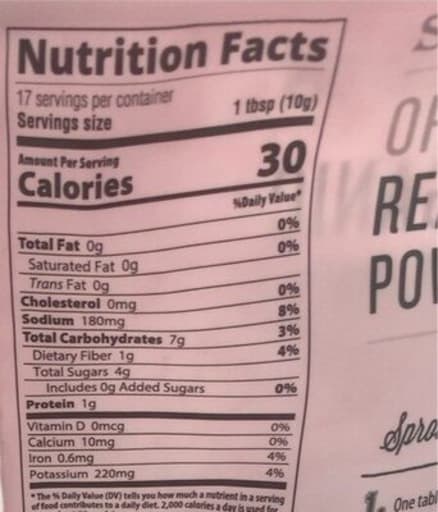 Nutrition Facts
17 servings per container
Servings size 1 tbsp (10g)
Amount Per Serving
Calories 30
%Daily Value*
Total Fat 0g 0%
Saturated Fat 0g 0%
Trans Fat 0g
Cholesterol 0mg 0%
Sodium 180mg 8%
Total Carbohydrates 7g 3%
Dietary Fiber 1g 4%
Total Sugars 4g
Includes 0g Added Sugars 0%
Protein 1g
Vitamin D 0mcg 0%
Calcium 10mg 0%
Iron 0.6mg 4%
Potassium 220mg 4%
*The % Daily Value (DV) tells you how much a nutrient in a serving
of food contributes to a daily diet. 2,000 calories a day is used for
S
OR
RE
POW
Spro
1. One tabl